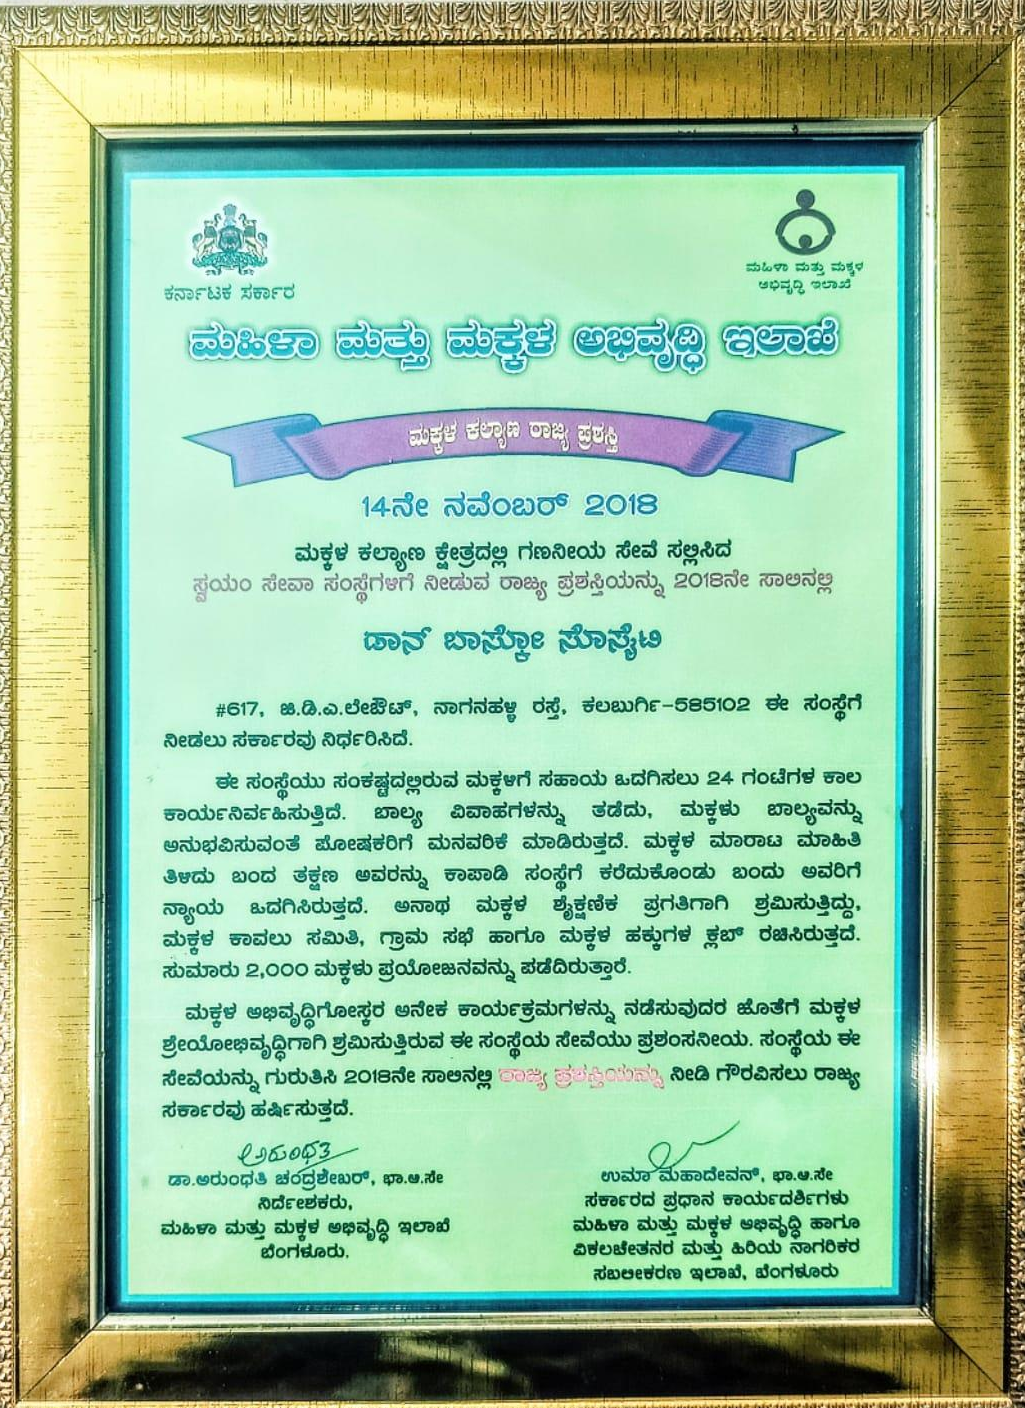 ಕರ್ನಾಟಕ ಸರ್ಕಾರ
ಮಹಿಳಾ ಮತ್ತು ಮಕ್ಕಳ
ಅಭಿವೃದ್ಧಿ ಇಲಾಖೆ
ಮಹಿಳಾ ಮತ್ತು ಮಕ್ಕಳ ಅಭಿವೃದ್ಧಿ ಇಲಾಖೆ
ಮಕ್ಕಳ ಕಲ್ಯಾಣ ರಾಜ್ಯ ಪ್ರಶಸ್ತಿ
14ನೇ ನವೆಂಬರ್ 2018
ಮಕ್ಕಳ ಕಲ್ಯಾಣ ಕ್ಷೇತ್ರದಲ್ಲಿ ಗಣನೀಯ ಸೇವೆ ಸಲ್ಲಿಸಿದ
ಸ್ವಯಂ ಸೇವಾ ಸಂಸ್ಥೆಗಳಿಗೆ ನೀಡುವ ರಾಜ್ಯ ಪ್ರಶಸ್ತಿಯನ್ನು 2018ನೇ ಸಾಲಿನಲ್ಲಿ
ಡಾನ್ ಬಾಸ್ಕೋ ಸೊಸೈಟಿ
#617, ಜಿ.ಡಿ.ಎ.ಲೇಔಟ್, ನಾಗನಹಳ್ಳಿ ರಸ್ತೆ, ಕಲಬುರ್ಗಿ-585102 ಈ ಸಂಸ್ಥೆಗೆ
ನೀಡಲು ಸರ್ಕಾರವು ನಿರ್ಧರಿಸಿದೆ.
ಈ ಸಂಸ್ಥೆಯು ಸಂಕಷ್ಟದಲ್ಲಿರುವ ಮಕ್ಕಳಿಗೆ ಸಹಾಯ ಒದಗಿಸಲು 24 ಗಂಟೆಗಳ ಕಾಲ
ಕಾರ್ಯನಿರ್ವಹಿಸುತ್ತಿದೆ. ಬಾಲ್ಯ ವಿವಾಹಗಳನ್ನು ತಡೆದು, ಮಕ್ಕಳು ಬಾಲ್ಯವನ್ನು
ಅನುಭವಿಸುವಂತೆ ಪೋಷಕರಿಗೆ ಮನವರಿಕೆ ಮಾಡಿರುತ್ತದೆ. ಮಕ್ಕಳ ಮಾರಾಟ ಮಾಹಿತಿ
ತಿಳಿದು ಬಂದ ತಕ್ಷಣ ಅವರನ್ನು ಕಾಪಾಡಿ ಸಂಸ್ಥೆಗೆ ಕರೆದುಕೊಂಡು ಬಂದು ಅವರಿಗೆ
ನ್ಯಾಯ ಒದಗಿಸಿರುತ್ತದೆ. ಅನಾಥ ಮಕ್ಕಳ ಶೈಕ್ಷಣಿಕ ಪ್ರಗತಿಗಾಗಿ ಶ್ರಮಿಸುತ್ತಿದ್ದು,
ಮಕ್ಕಳ ಕಾವಲು ಸಮಿತಿ, ಗ್ರಾಮ ಸಭೆ ಹಾಗೂ ಮಕ್ಕಳ ಹಕ್ಕುಗಳ ಕ್ಲಬ್ ರಚಿಸಿರುತ್ತದೆ.
ಸುಮಾರು 2,000 ಮಕ್ಕಳು ಪ್ರಯೋಜನವನ್ನು ಪಡೆದಿರುತ್ತಾರೆ.
ಮಕ್ಕಳ ಅಭಿವೃದ್ಧಿಗೋಸ್ಕರ ಅನೇಕ ಕಾರ್ಯಕ್ರಮಗಳನ್ನು ನಡೆಸುವುದರ ಜೊತೆಗೆ ಮಕ್ಕಳ
ಶ್ರೇಯೋಭಿವೃದ್ಧಿಗಾಗಿ ಶ್ರಮಿಸುತ್ತಿರುವ ಈ ಸಂಸ್ಥೆಯ ಸೇವೆಯು ಪ್ರಶಂಸನೀಯ. ಸಂಸ್ಥೆಯ ಈ
ಸೇವೆಯನ್ನು ಗುರುತಿಸಿ 2018ನೇ ಸಾಲಿನಲ್ಲಿ ರಾಜ್ಯ ಪ್ರಶಸ್ತಿಯನ್ನು ನೀಡಿ ಗೌರವಿಸಲು ರಾಜ್ಯ
ಸರ್ಕಾರವು ಹರ್ಷಿಸುತ್ತದೆ.
ಅರುಂಧತಿ
ಡಾ.ಅರುಂಧತಿ ಚಂದ್ರಶೇಖರ್, ಭಾ.ಆ.ಸೇ
ನಿರ್ದೇಶಕರು,
ಮಹಿಳಾ ಮತ್ತು ಮಕ್ಕಳ ಅಭಿವೃದ್ಧಿ ಇಲಾಖೆ
ಬೆಂಗಳೂರು.
ಉಮಾ ಮಹಾದೇವನ್, ಭಾ.ಆ.ಸೇ
ಸರ್ಕಾರದ ಪ್ರಧಾನ ಕಾರ್ಯದರ್ಶಿಗಳು
ಮಹಿಳಾ ಮತ್ತು ಮಕ್ಕಳ ಅಭಿವೃದ್ಧಿ ಹಾಗೂ
ವಿಕಲಚೇತನರ ಮತ್ತು ಹಿರಿಯ ನಾಗರಿಕರ
ಸಬಲೀಕರಣ ಇಲಾಖೆ, ಬೆಂಗಳೂರು